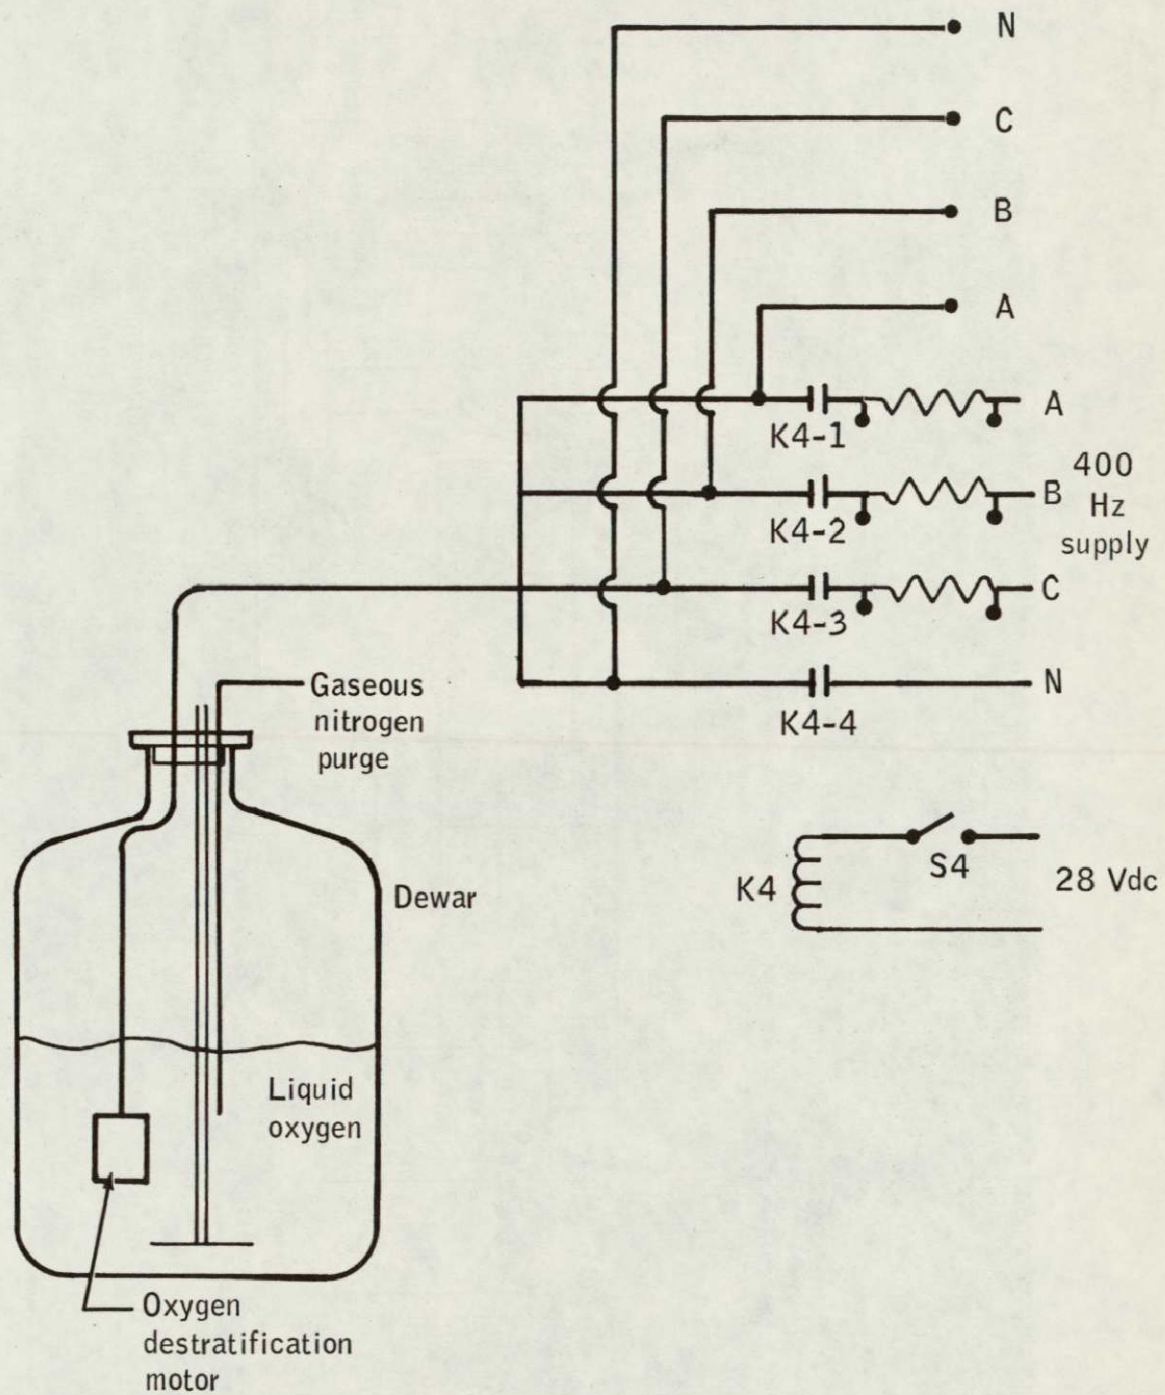 N
C
B
A
A
K4-1
400
Hz
supply
B
K4-2
C
K4-3
N
K4-4
Gaseous
nitrogen
purge
Dewar
K4
S4
28 Vdc
Liquid
oxygen
Oxygen
destratification
motor